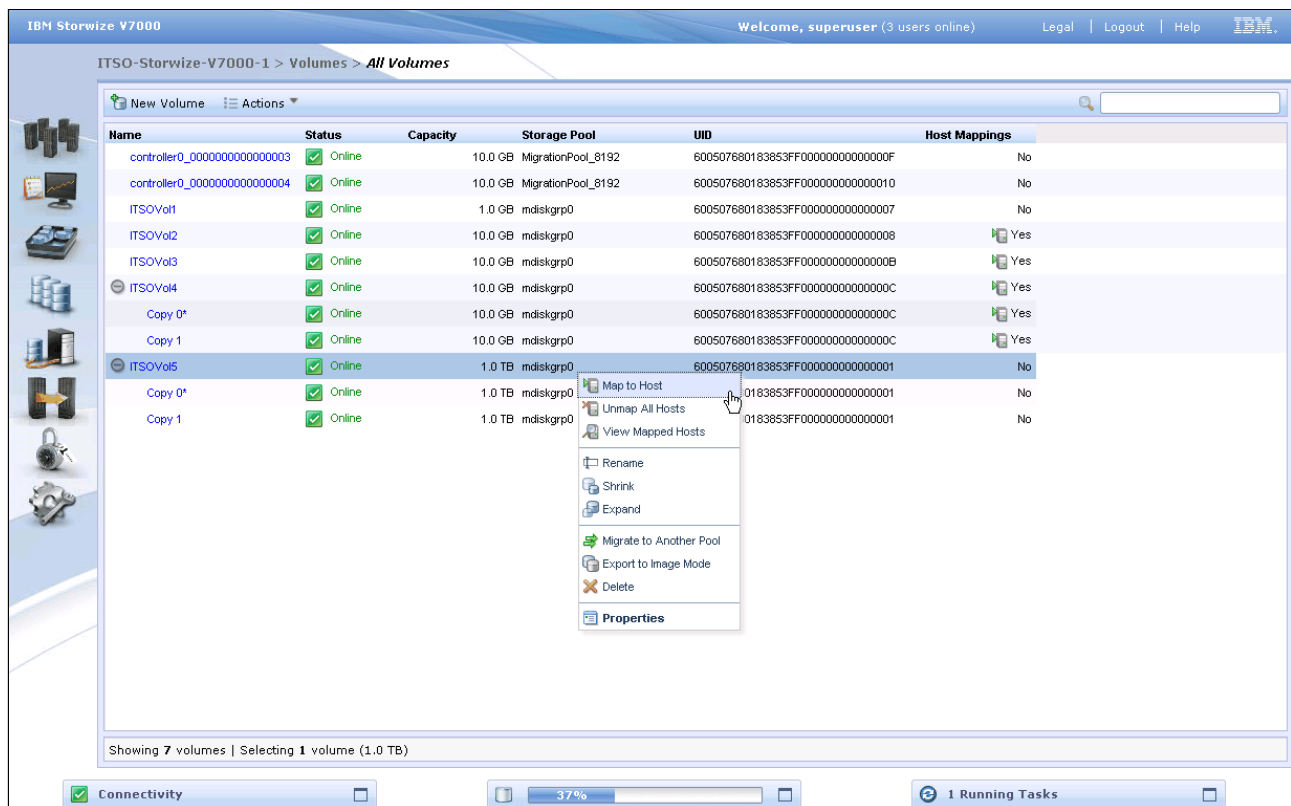 IBM Storwize V7000
Welcome, superuser (3 users online)
Legal | Logout | Help
IBM.
ITSO-Storwize-V7000-1 > Volumes > All Volumes
New Volume Actions
Name Status Capacity Storage Pool UID Host Mappings
controller0_0000000000000003 Online 10.0 GB MigrationPool_8192 600507680183853FF00000000000000F No
controller0_0000000000000004 Online 10.0 GB MigrationPool_8192 600507680183853FF000000000000010 No
ITSOVol1 Online 1.0 GB mdiskgrp0 600507680183853FF000000000000007 No
ITSOVol2 Online 10.0 GB mdiskgrp0 600507680183853FF000000000000008 Yes
ITSOVol3 Online 10.0 GB mdiskgrp0 600507680183853FF00000000000000B Yes
ITSOVol4 Online 10.0 GB mdiskgrp0 600507680183853FF00000000000000C Yes
Copy 0* Online 10.0 GB mdiskgrp0 600507680183853FF00000000000000C Yes
Copy 1 Online 10.0 GB mdiskgrp0 600507680183853FF00000000000000C Yes
ITSOVol5 Online 1.0 TB mdiskgrp0 600507680183853FF000000000000001 No
Copy 0* Online 1.0 TB mdiskgrp0 0183853FF000000000000001 No
Copy 1 Online 1.0 TB mdiskgrp0 0183853FF000000000000001 No
Map to Host
Unmap All Hosts
View Mapped Hosts
Rename
Shrink
Expand
Migrate to Another Pool
Export to Image Mode
Delete
Properties
Showing 7 volumes | Selecting 1 volume (1.0 TB)
Connectivity
37%
1 Running Tasks